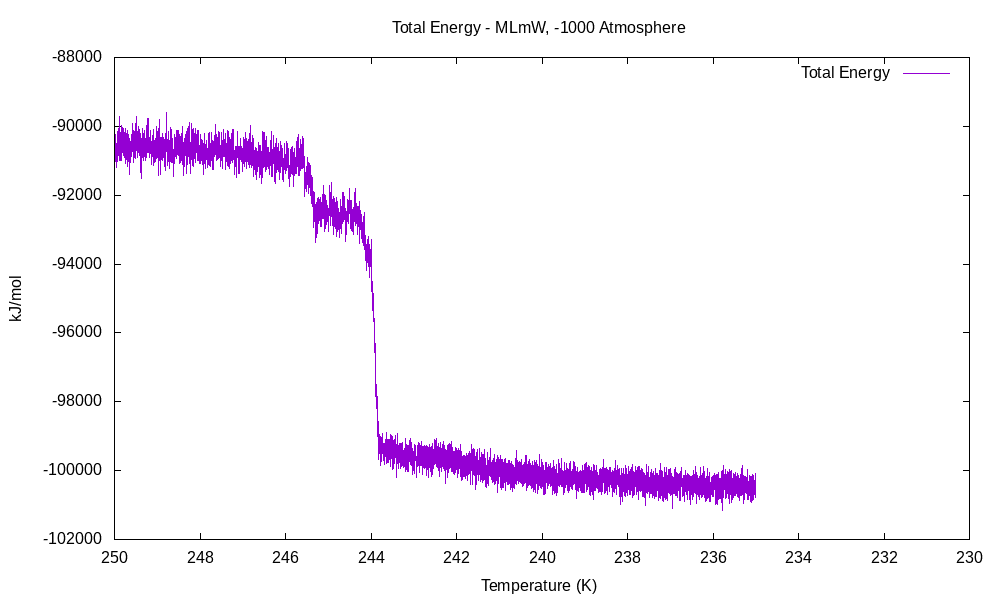 Total Energy - MLmW, -1000 Atmosphere
Total Energy
kJ/mol
-88000
-90000
-92000
-94000
-96000
-98000
-100000
-102000
250 248 246 244 242 240 238 236 234 232 230
Temperature (K)